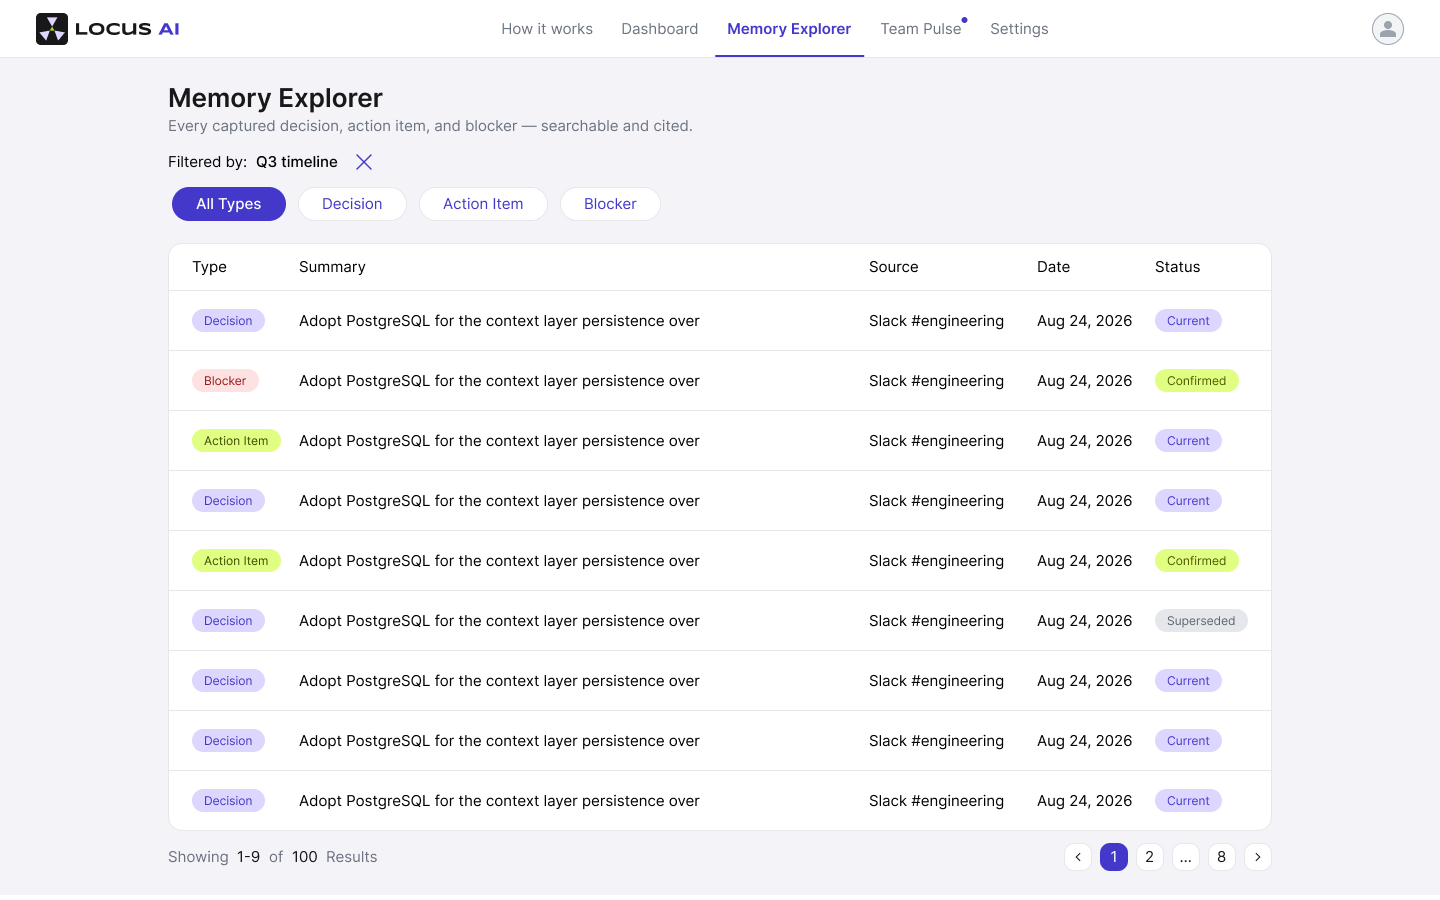 LOCUS AI How it works Dashboard Memory Explorer Team Pulse Settings
Memory Explorer
Every captured decision, action item, and blocker — searchable and cited.
Filtered by: Q3 timeline
All Types Decision Action Item Blocker
Type Summary Source Date Status
Decision Adopt PostgreSQL for the context layer persistence over Slack #engineering Aug 24, 2026 Current
Blocker Adopt PostgreSQL for the context layer persistence over Slack #engineering Aug 24, 2026 Confirmed
Action Item Adopt PostgreSQL for the context layer persistence over Slack #engineering Aug 24, 2026 Current
Decision Adopt PostgreSQL for the context layer persistence over Slack #engineering Aug 24, 2026 Current
Action Item Adopt PostgreSQL for the context layer persistence over Slack #engineering Aug 24, 2026 Confirmed
Decision Adopt PostgreSQL for the context layer persistence over Slack #engineering Aug 24, 2026 Superseded
Decision Adopt PostgreSQL for the context layer persistence over Slack #engineering Aug 24, 2026 Current
Decision Adopt PostgreSQL for the context layer persistence over Slack #engineering Aug 24, 2026 Current
Decision Adopt PostgreSQL for the context layer persistence over Slack #engineering Aug 24, 2026 Current
Showing 1-9 of 100 Results 1 2 ... 8